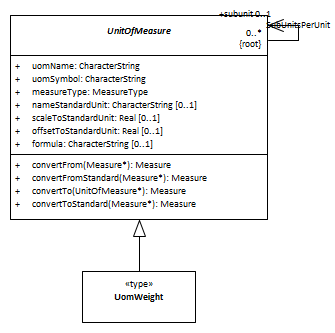 +subunit 0..1
SubUnitsPerUnit
UnitOfMeasure
0..*
{root}
+ uomName: CharacterString
+ uomSymbol: CharacterString
+ measureType: MeasureType
+ nameStandardUnit: CharacterString [0..1]
+ scaleToStandardUnit: Real [0..1]
+ offsetToStandardUnit: Real [0..1]
+ formula: CharacterString [0..1]
+ convertFrom(Measure*): Measure
+ convertFromStandard(Measure*): Measure
+ convertTo(UnitOfMeasure*): Measure
+ convertToStandard(Measure*): Measure
«type»
UomWeight